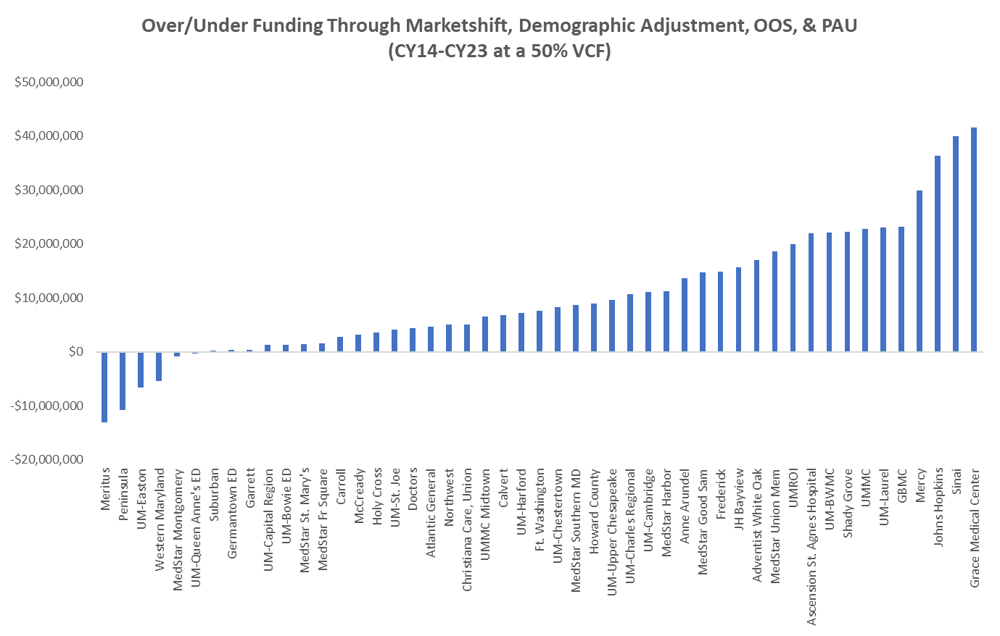 Over/Under Funding Through Marketshift, Demographic Adjustment, OOS, & PAU
(CY14-CY23 at a 50% VCF)
$50,000,000
$40,000,000
$30,000,000
$20,000,000
$10,000,000
$0
-$10,000,000
-$20,000,000
Meritus
Peninsula
UM-Easton
Western Maryland
MedStar Montgomery
UM-Queen Anne's ED
Suburban
Germantown ED
Garrett
UM-Capital Region
UM-Bowie ED
MedStar St. Mary's
MedStar Fr Square
Carroll
McCready
Holy Cross
UM-St. Joe
Doctors
Atlantic General
Northwest
Christiana Care, Union
UMMC Midtown
Calvert
UM-Harford
Ft. Washington
UM-Chestertown
MedStar Southern MD
Howard County
UM-Upper Chesapeake
UM-Charles Regional
UM-Cambridge
MedStar Harbor
Anne Arundel
MedStar Good Sam
Frederick
JH Bayview
Adventist White Oak
MedStar Union Mem
UMROI
Ascension St. Agnes Hospital
UM-BWMC
Shady Grove
UMMC
UM-Laurel
GBMC
Mercy
Johns Hopkins
Sinai
Grace Medical Center